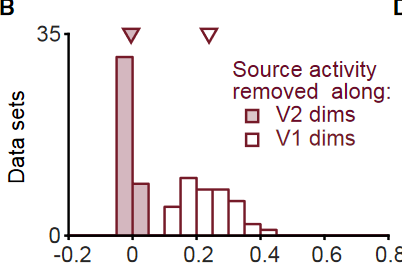 B
D
35
Source activity
removed along:
V2 dims
V1 dims
Data sets
0
-0.2 0 0.2 0.4 0.6 0.8